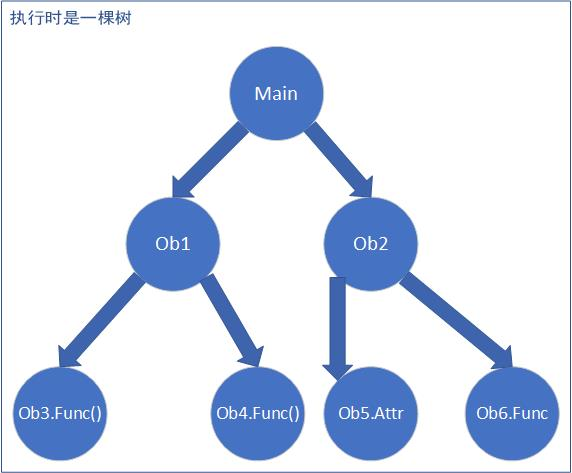 执行时是一棵树
Main
Ob1
Ob2
Ob3.Func()
Ob4.Func()
Ob5.Attr
Ob6.Func